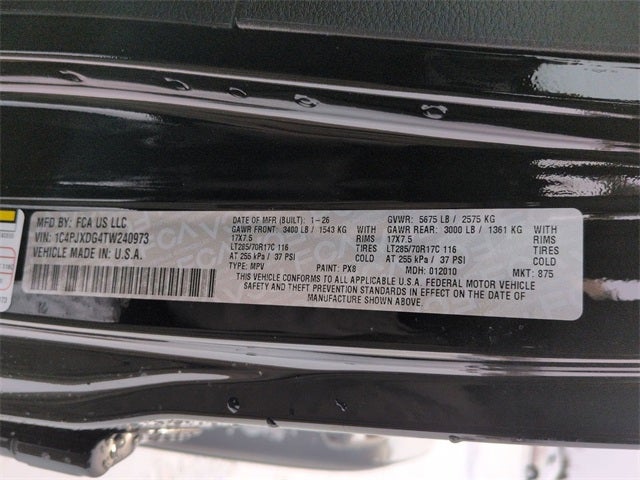 MFD BY: FCA US LLC
VIN: 1C4PJXDG4TW240973
VEHICLE MADE IN: U.S.A.
DATE OF MFR (BUILT): 1-26 GVWR: 5675 LB / 2575 KG
GAWR FRONT: 3400 LB / 1543 KG WITH GAWR REAR: 3000 LB / 1361 KG WITH
17X7.5 RIMS 17X7.5 RIMS
LT285/70R17C 116 TIRES LT285/70R17C 116 TIRES
AT 255 kPa / 37 PSI COLD AT 255 kPa / 37 PSI COLD
TYPE: MPV PAINT: PX8 MDH: 012010 MKT: 875
THIS VEHICLE CONFORMS TO ALL APPLICABLE U.S.A. FEDERAL MOTOR VEHICLE
SAFETY AND THEFT PREVENTION STANDARDS IN EFFECT ON THE DATE OF
MANUFACTURE SHOWN ABOVE.